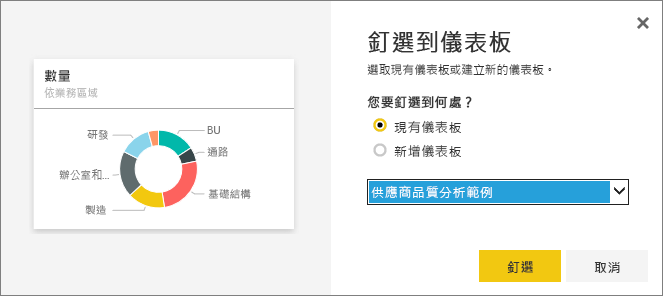 數量
依業務區域
研發
BU
通路
辦公室和...
基礎結構
製造
釘選到儀表板
選取現有儀表板或建立新的儀表板。
您要釘選到何處？
現有儀表板
新增儀表板
供應商品質分析範例
釘選
取消